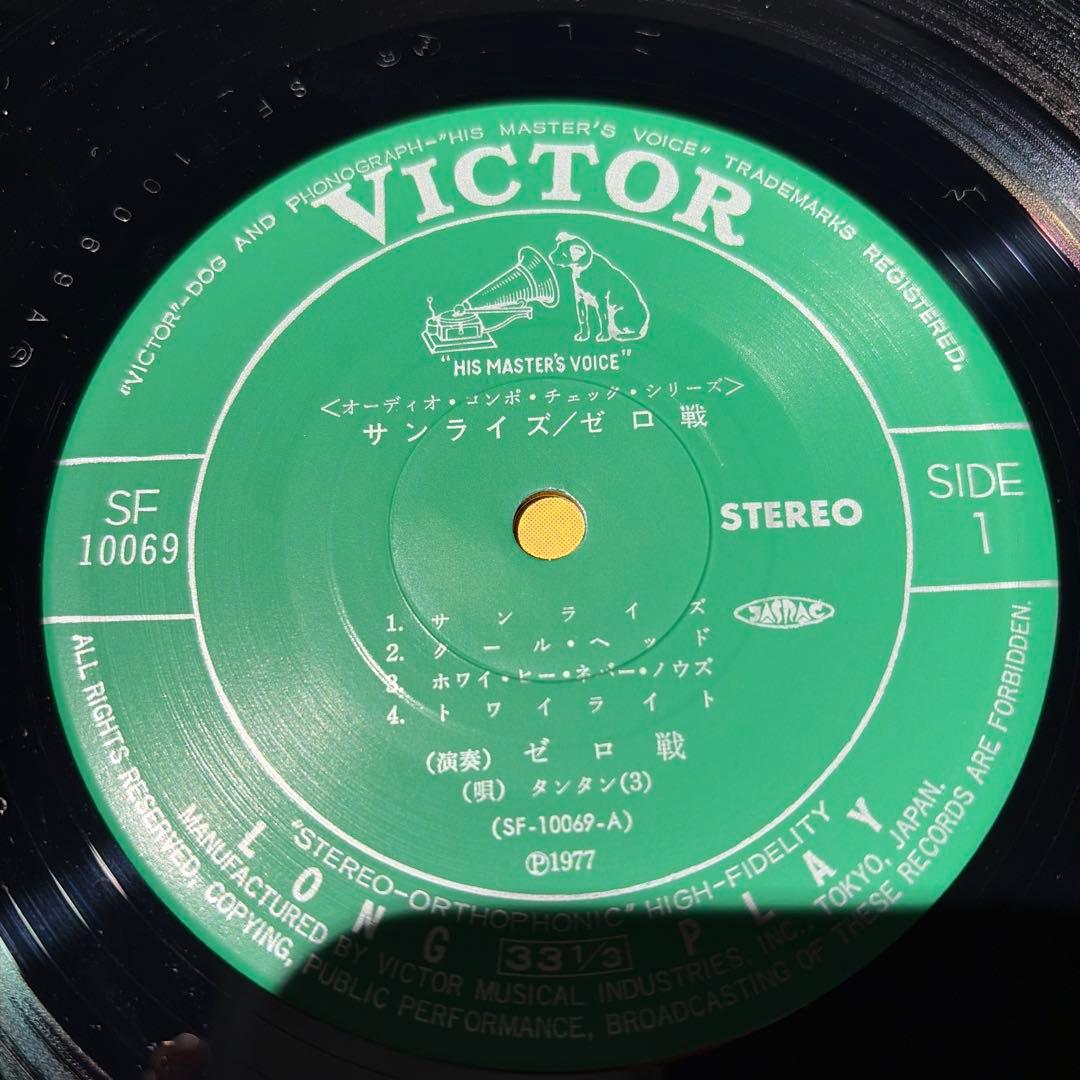 "VICTOR"-DOG AND PHONOGRAPH-"HIS MASTER'S VOICE" TRADEMARKS REGISTERED.
VICTOR
"HIS MASTER'S VOICE"
<オーディオ・コンポ・チェック・シリーズ>
サンライズ/ゼロ戦
SF
10069
STEREO
SIDE
1
JASRAC
1. サンライズ
2. クール・ヘッド
3. ホワイ・ヒー・ネバー・ノウズ
4. トワイライト
(演奏) ゼロ戦
(唄) タンタン(3)
(SF-10069-A)
Ⓟ1977
"STEREO-ORTHOPHONIC" HIGH-FIDELITY
LONG 33 1/3 PLAY
MANUFACTURED BY VICTOR MUSICAL INDUSTRIES, INC., TOKYO, JAPAN.
ALL RIGHTS RESERVED, COPYING, PUBLIC PERFORMANCE, BROADCASTING OF THESE RECORDS ARE FORBIDDEN.